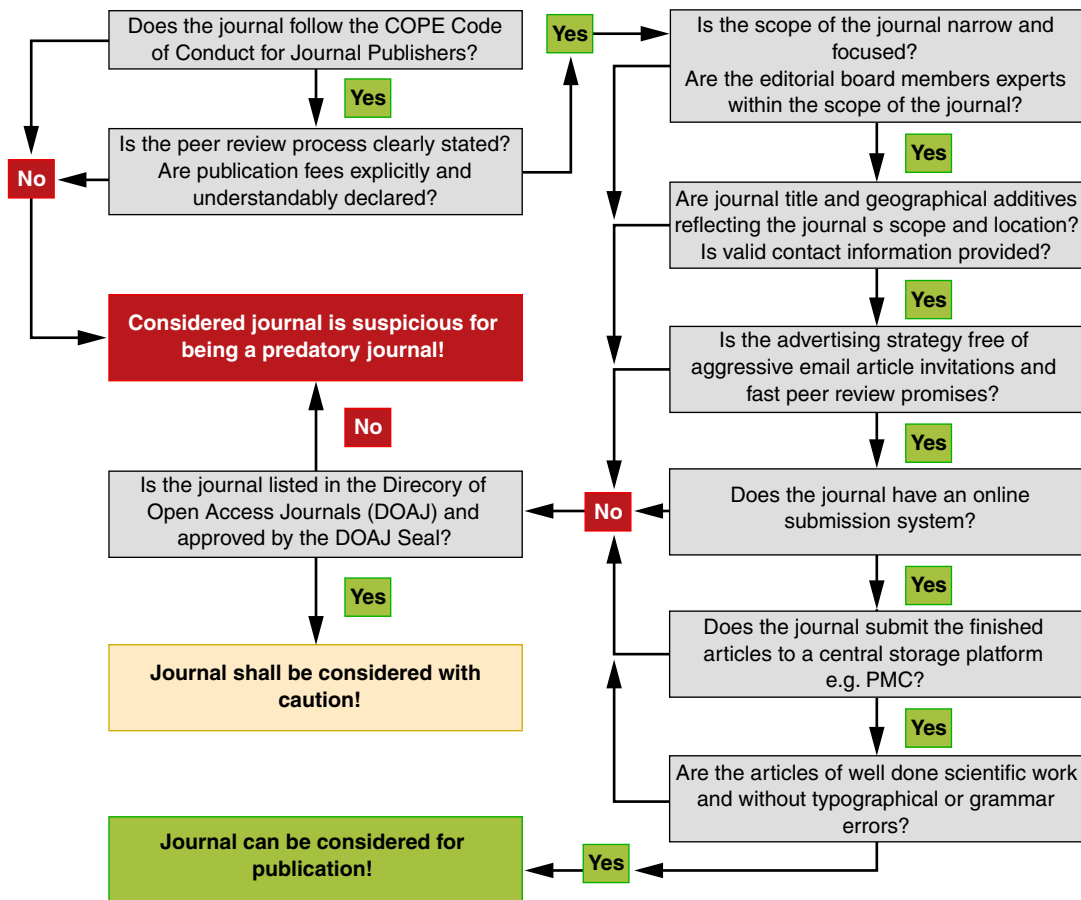 Does the journal follow the COPE Code
of Conduct for Journal Publishers?
Yes
Is the peer review process clearly stated?
Are publication fees explicitly and
understandably declared?
No
Yes
Is the scope of the journal narrow and
focused?
Are the editorial board members experts
within the scope of the journal?
Yes
Are journal title and geographical additives
reflecting the journal s scope and location?
Is valid contact information provided?
Yes
Is the advertising strategy free of
aggressive email article invitations and
fast peer review promises?
Yes
Does the journal have an online
submission system?
Yes
Does the journal submit the finished
articles to a central storage platform
e.g. PMC?
Yes
Are the articles of well done scientific work
and without typographical or grammar
errors?
No
Yes
Considered journal is suspicious for
being a predatory journal!
No
Is the journal listed in the Direcory of
Open Access Journals (DOAJ) and
approved by the DOAJ Seal?
Yes
Journal shall be considered with
caution!
Journal can be considered for
publication!